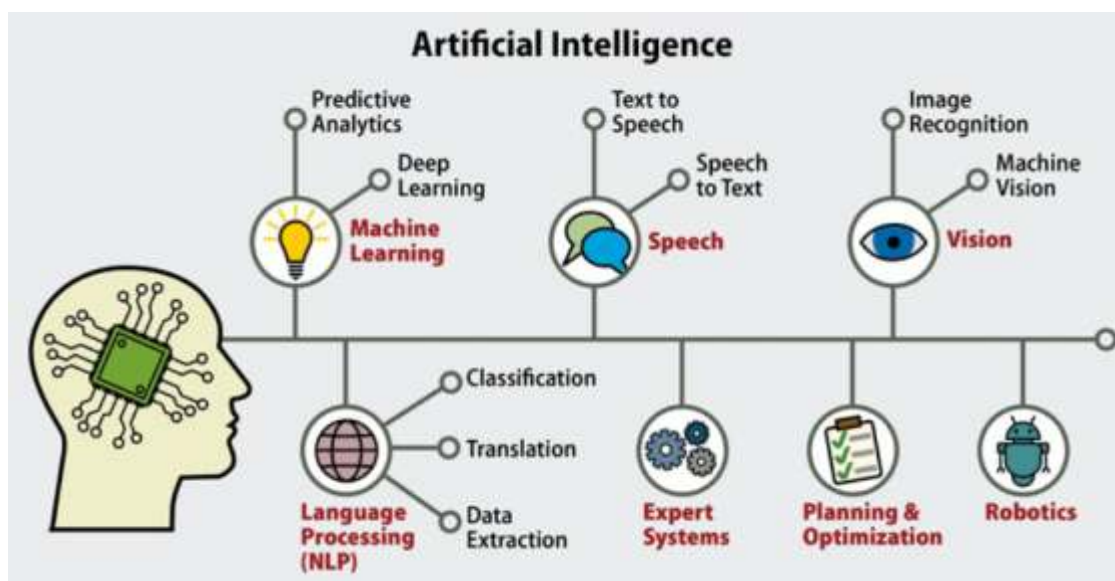 Artificial Intelligence
Predictive
Analytics
Deep
Learning
Machine
Learning
Text to
Speech
Speech
to Text
Speech
Image
Recognition
Machine
Vision
Vision
Classification
Translation
Data
Extraction
Language
Processing
(NLP)
Expert
Systems
Planning &
Optimization
Robotics